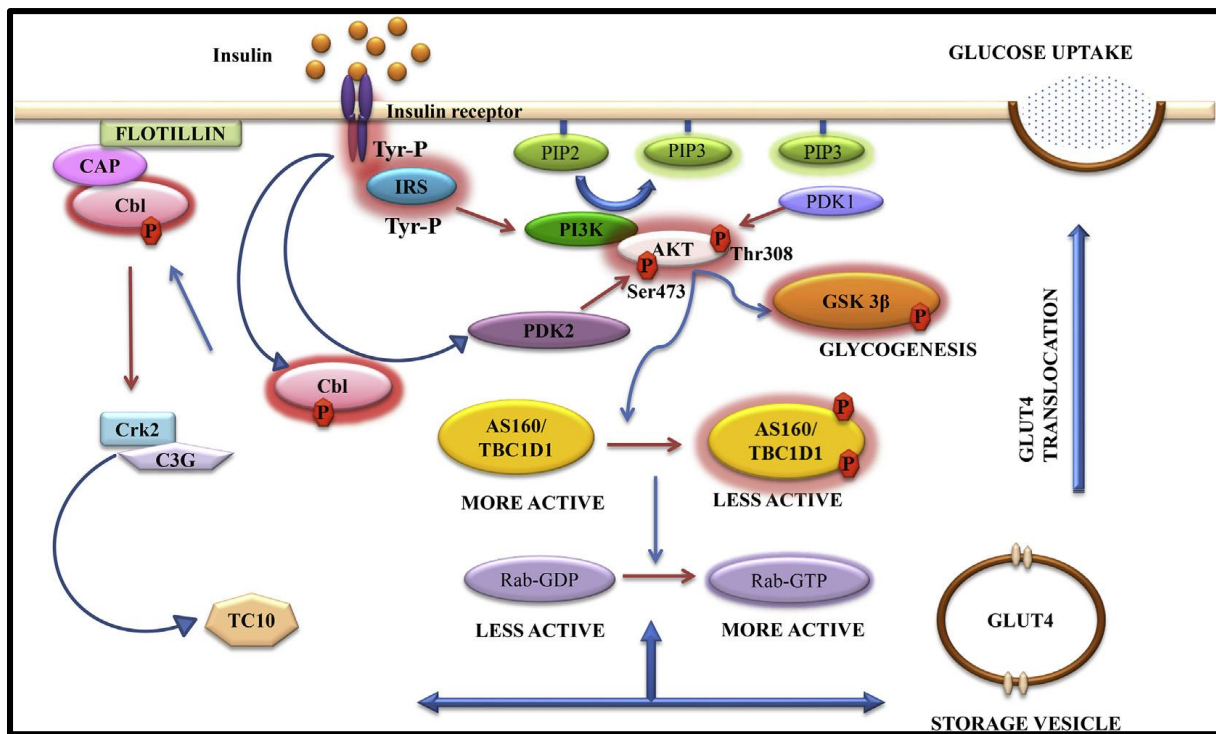 Insulin
GLUCOSE UPTAKE
Insulin receptor
FLOTILLIN
CAP
Cbl
P
Tyr-P
IRS
Tyr-P
PIP2
PIP3
PIP3
PDK1
PI3K
AKT
P
Thr308
P
Ser473
GSK 3β
P
GLYCOGENESIS
PDK2
Cbl
P
Crk2
C3G
TC10
AS160/
TBC1D1
MORE ACTIVE
P
AS160/
TBC1D1
P
LESS ACTIVE
Rab-GDP
LESS ACTIVE
Rab-GTP
MORE ACTIVE
GLUT4
TRANSLOCATION
GLUT4
STORAGE VESICLE